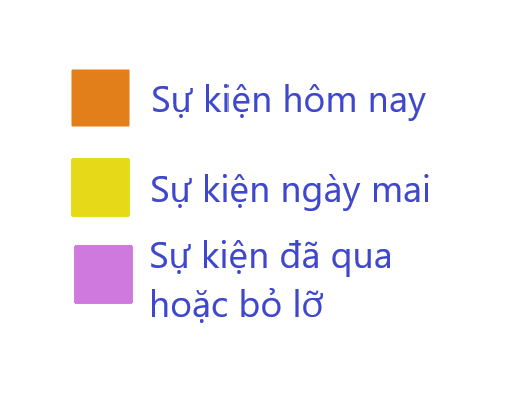 Sự kiện hôm nay
Sự kiện ngày mai
Sự kiện đã qua
hoặc bỏ lỡ